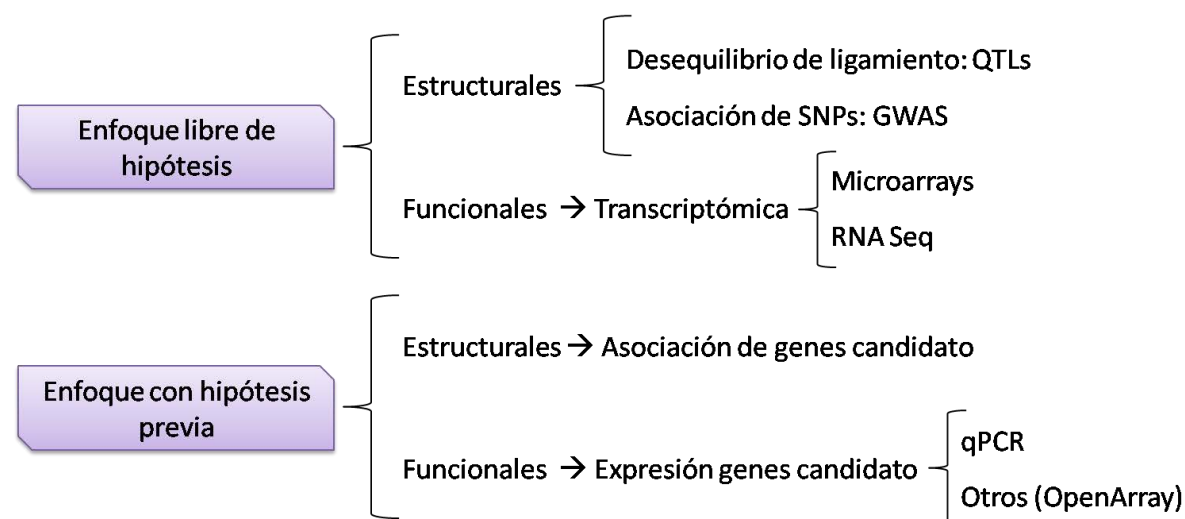 Enfoque libre de
hipótesis
Estructurales
Desequilibrio de ligamiento: QTLs
Asociación de SNPs: GWAS
Funcionales → Transcriptómica
Microarrays
RNA Seq
Enfoque con hipótesis
previa
Estructurales → Asociación de genes candidato
Funcionales → Expresión genes candidato
qPCR
Otros (OpenArray)